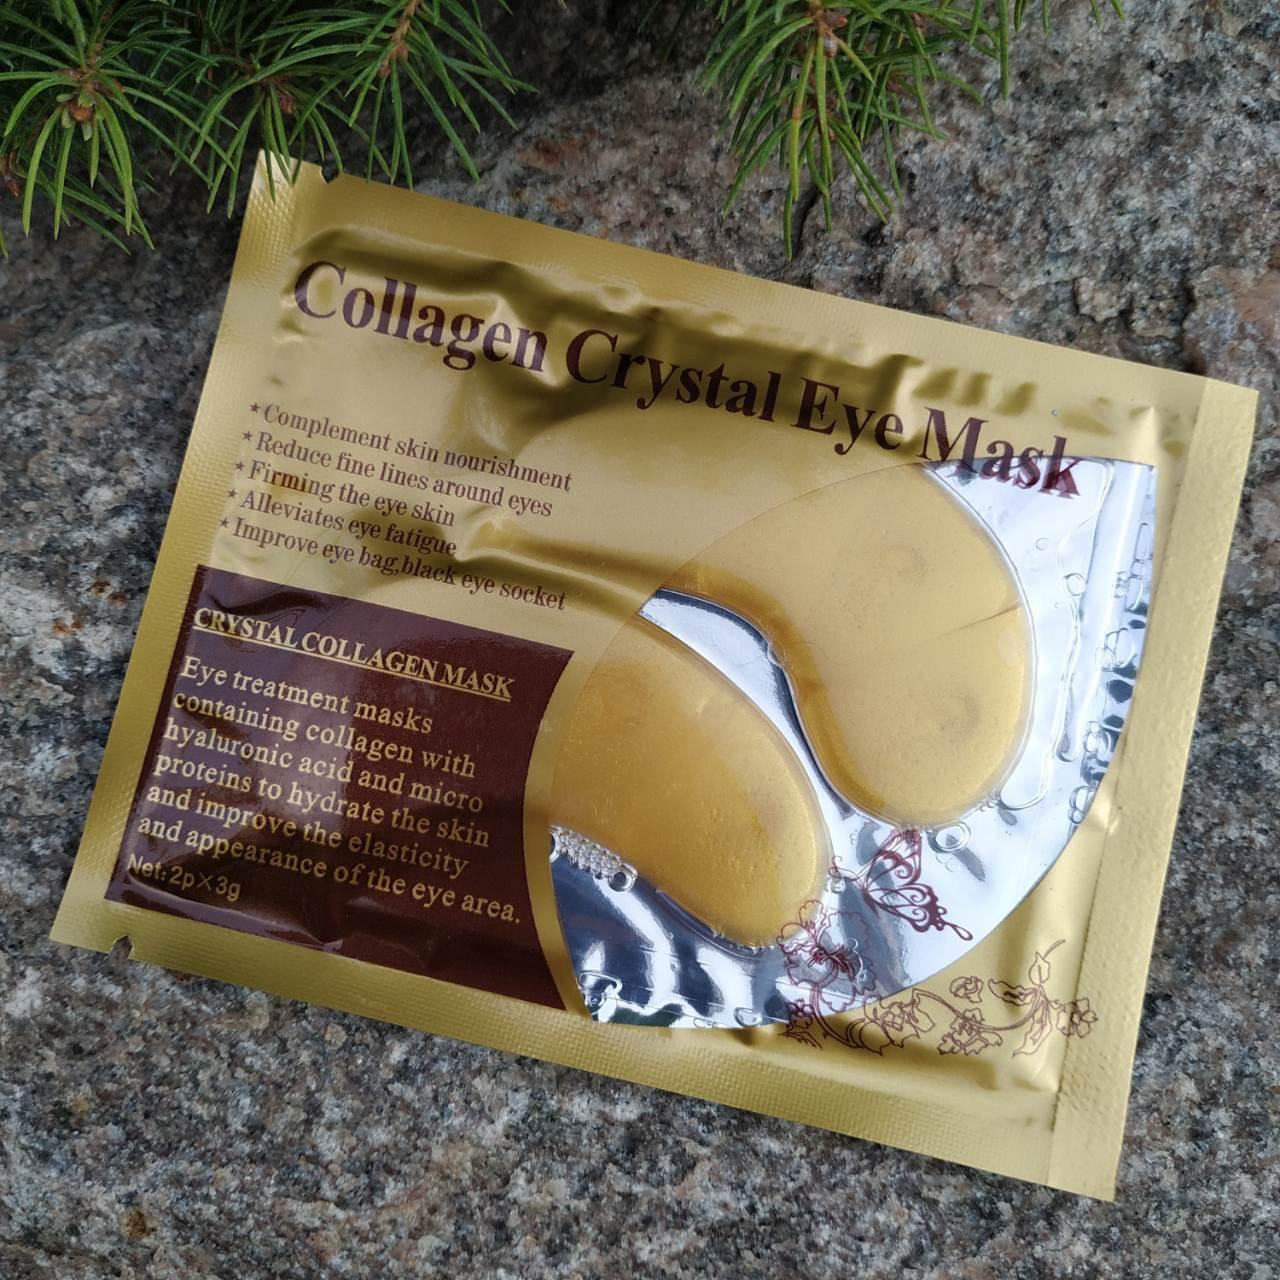 Collagen Crystal Eye Mask
★Complement skin nourishment
★Reduce fine lines around eyes
★Firming the eye skin
★Alleviates eye fatigue
★Improve eye bag,black eye socket
CRYSTAL COLLAGEN MASK
Eye treatment masks
containing collagen with
hyaluronic acid and micro
proteins to hydrate the skin
and improve the elasticity
and appearance of the eye area.
Net:2p×3g